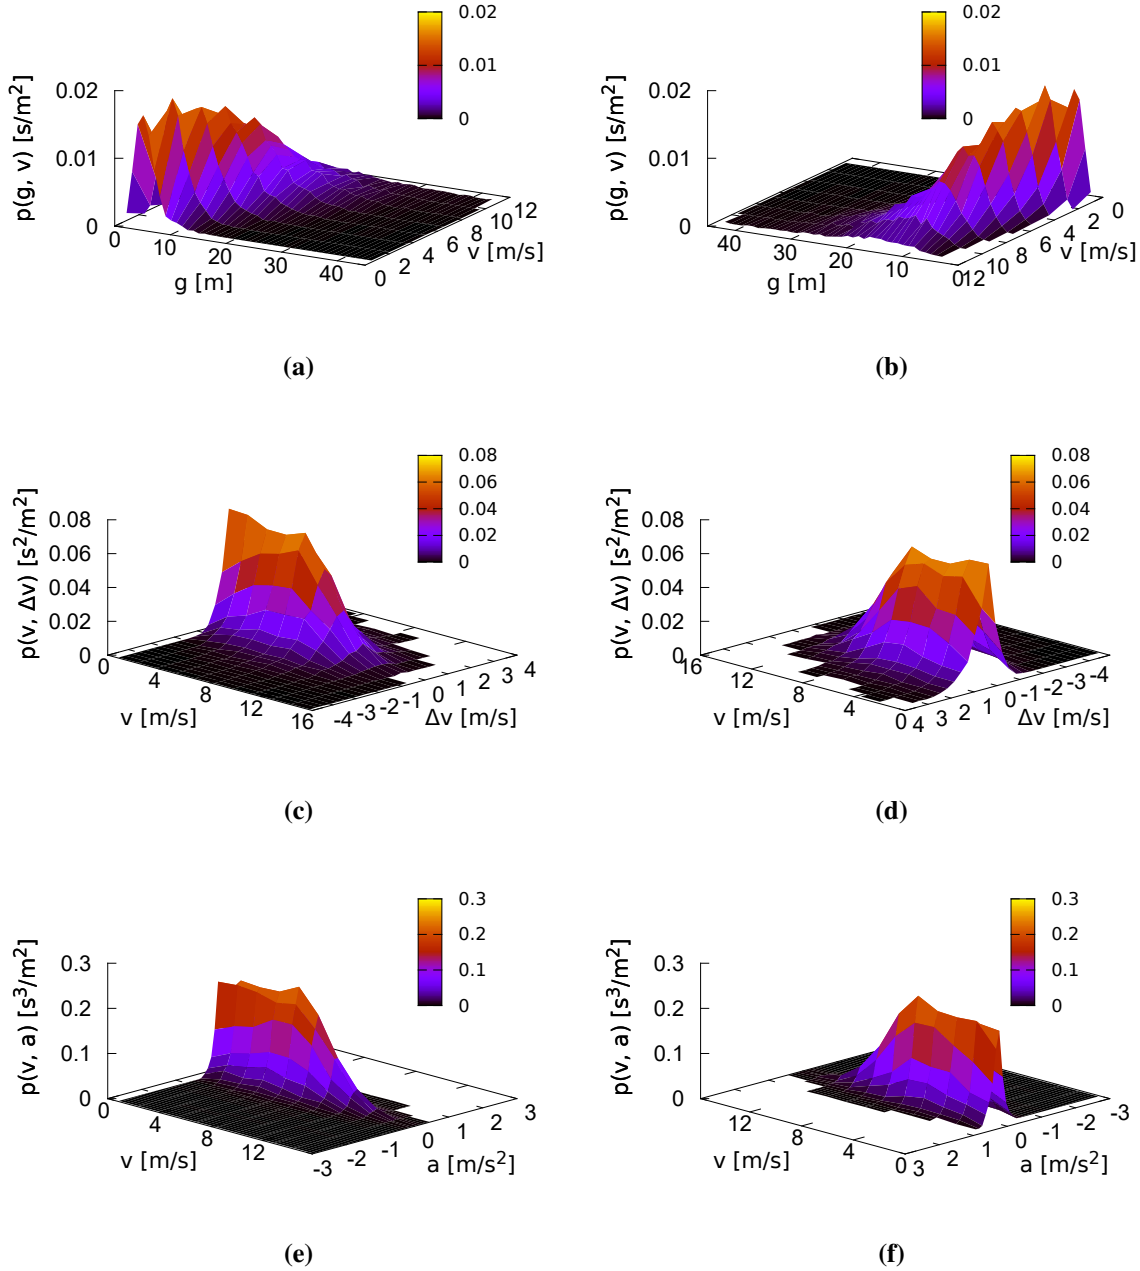 0.02
0.01
0
p(g, v) [s/m²]
0.02
0.01
0
0 10 20 30 40
g [m]
0 2 4 6 8 10 12
v [m/s]
(a)
0.02
0.01
0
p(g, v) [s/m²]
0.02
0.01
0
40 30 20 10 0
g [m]
12 10 8 6 4 2 0
v [m/s]
(b)
0.08
0.06
0.04
0.02
0
p(v, Δv) [s²/m²]
0.08
0.06
0.04
0.02
0
0 4 8 12 16
v [m/s]
-4 -3 -2 -1 0 1 2 3 4
Δv [m/s]
(c)
0.08
0.06
0.04
0.02
0
p(v, Δv) [s²/m²]
0.08
0.06
0.04
0.02
0
16 12 8 4 0
v [m/s]
4 3 2 1 0 -1 -2 -3 -4
Δv [m/s]
(d)
0.3
0.2
0.1
0
p(v, a) [s³/m²]
0.3
0.2
0.1
0
0 4 8 12
v [m/s]
-3 -2 -1 0 1 2 3
a [m/s²]
(e)
0.3
0.2
0.1
0
p(v, a) [s³/m²]
0.3
0.2
0.1
0
12 8 4 0
v [m/s]
3 2 1 0 -1 -2 -3
a [m/s²]
(f)